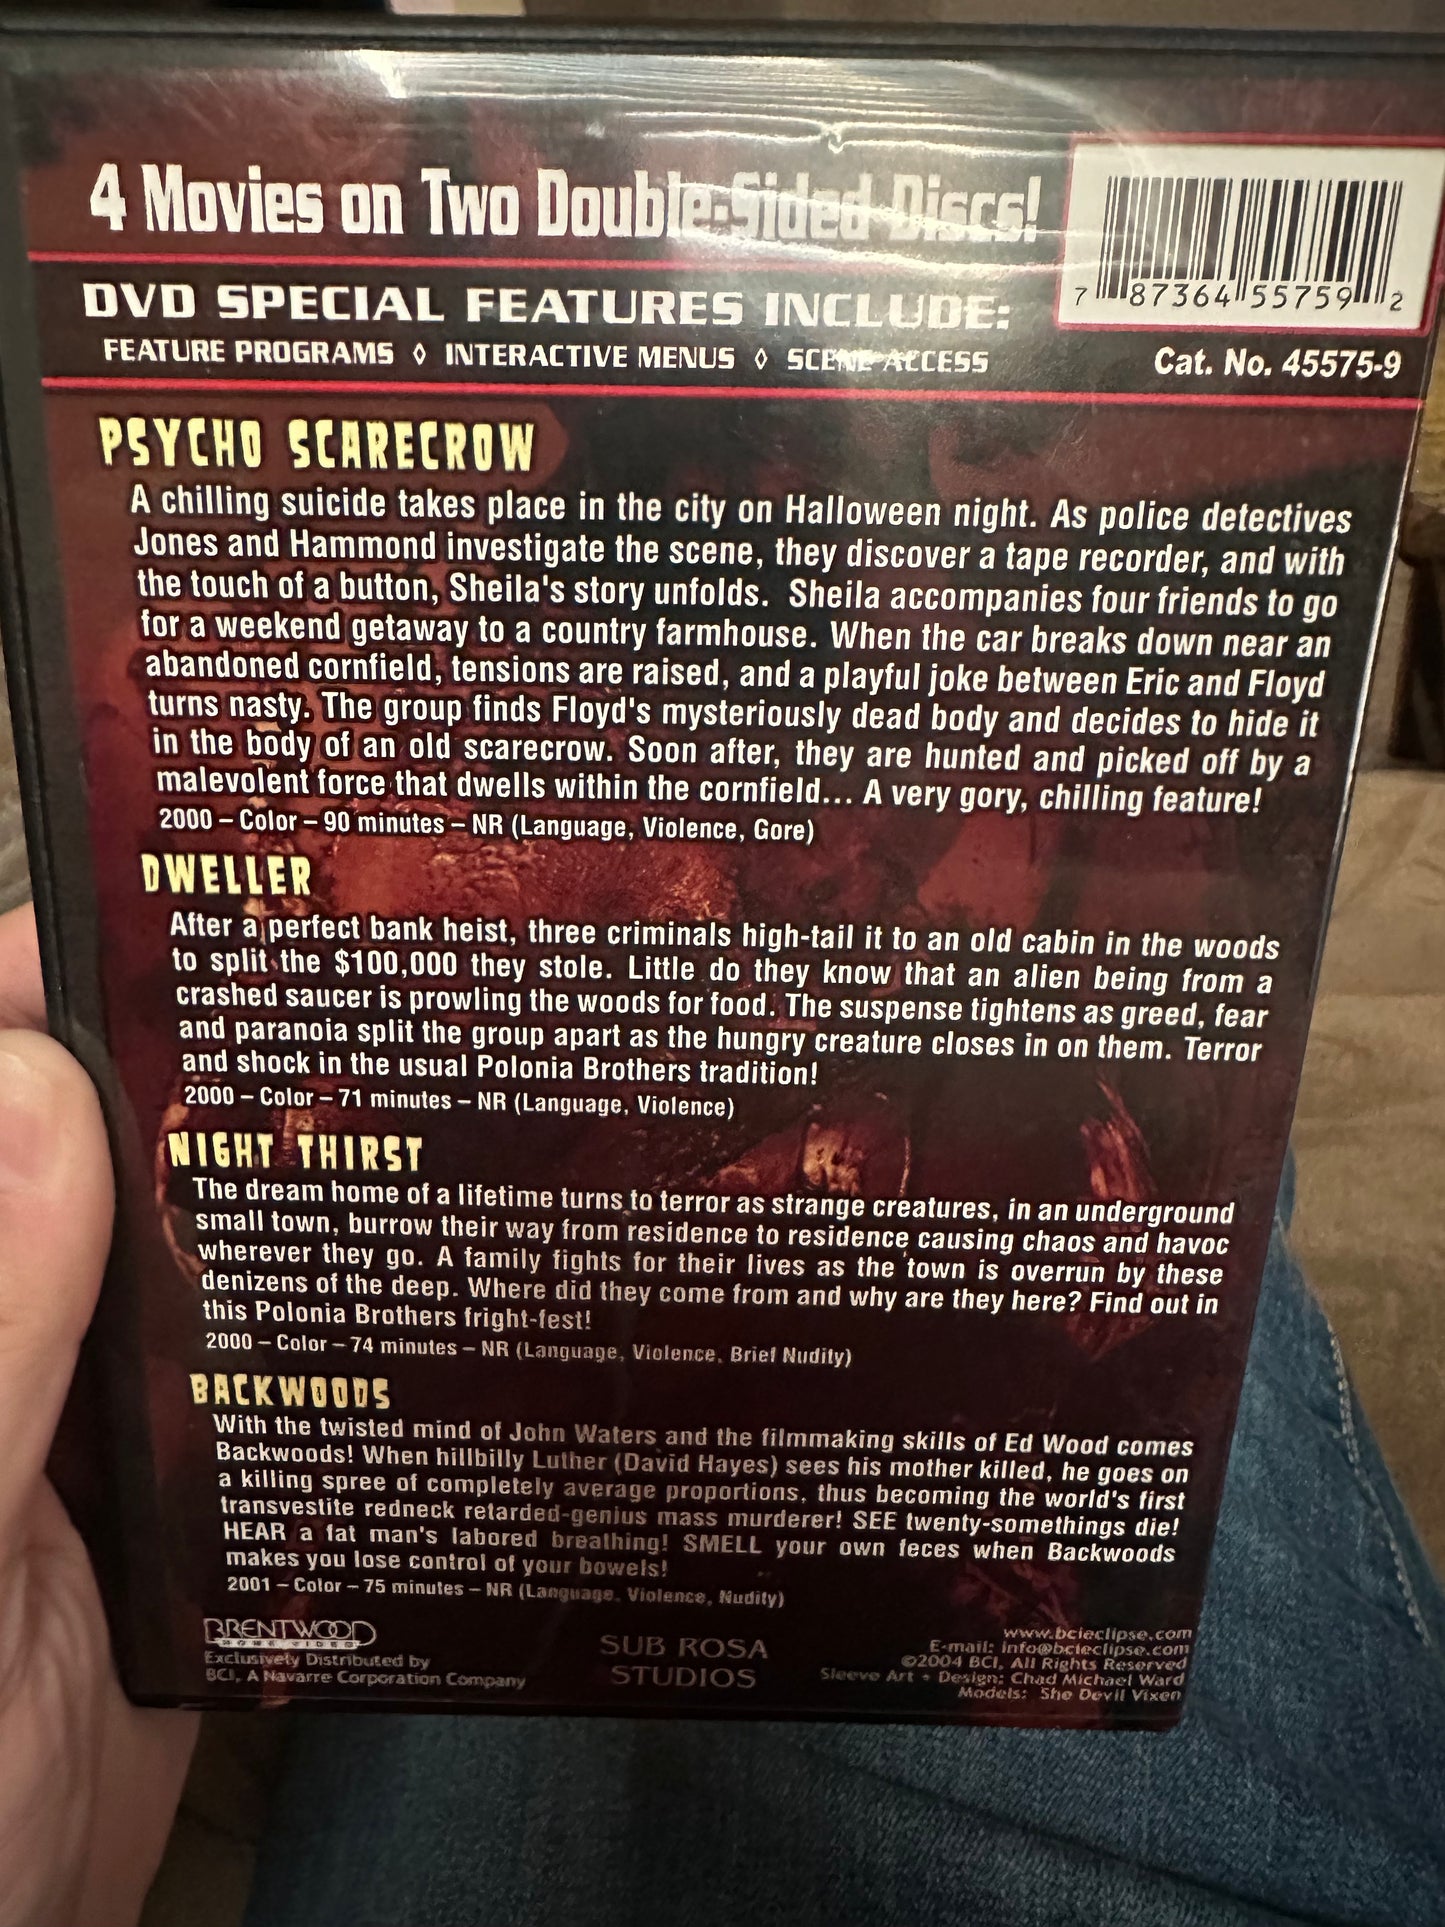 4 Movies on Two Double-Sided Discs!
7 87364 55759 2
DVD SPECIAL FEATURES INCLUDE:
FEATURE PROGRAMS ◊ INTERACTIVE MENUS ◊ SCENE ACCESS
Cat. No. 45575-9
PSYCHO SCARECROW
A chilling suicide takes place in the city on Halloween night. As police detectives
Jones and Hammond investigate the scene, they discover a tape recorder, and with
the touch of a button, Sheila's story unfolds. Sheila accompanies four friends to go
for a weekend getaway to a country farmhouse. When the car breaks down near an
abandoned cornfield, tensions are raised, and a playful joke between Eric and Floyd
turns nasty. The group finds Floyd's mysteriously dead body and decides to hide it
in the body of an old scarecrow. Soon after, they are hunted and picked off by a
malevolent force that dwells within the cornfield... A very gory, chilling feature!
2000 – Color – 90 minutes – NR (Language, Violence, Gore)
DWELLER
After a perfect bank heist, three criminals high-tail it to an old cabin in the woods
to split the $100,000 they stole. Little do they know that an alien being from a
crashed saucer is prowling the woods for food. The suspense tightens as greed, fear
and paranoia split the group apart as the hungry creature closes in on them. Terror
and shock in the usual Polonia Brothers tradition!
2000 – Color – 71 minutes – NR (Language, Violence)
NIGHT THIRST
The dream home of a lifetime turns to terror as strange creatures, in an underground
small town, burrow their way from residence to residence causing chaos and havoc
wherever they go. A family fights for their lives as the town is overrun by these
denizens of the deep. Where did they come from and why are they here? Find out in
this Polonia Brothers fright-fest!
2000 – Color – 74 minutes – NR (Language, Violence, Brief Nudity)
BACKWOODS
With the twisted mind of John Waters and the filmmaking skills of Ed Wood comes
Backwoods! When hillbilly Luther (David Hayes) sees his mother killed, he goes on
a killing spree of completely average proportions, thus becoming the world's first
transvestite redneck retarded-genius mass murderer! SEE twenty-somethings die!
HEAR a fat man's labored breathing! SMELL your own feces when Backwoods
makes you lose control of your bowels!
2001 – Color – 75 minutes – NR (Language, Violence, Nudity)
BRENTWOOD
HOME VIDEO
Exclusively Distributed by
BCI, A Navarre Corporation Company
SUB ROSA
STUDIOS
www.bcieclipse.com
E-mail: info@bcieclipse.com
©2004 BCI, All Rights Reserved
Sleeve Art + Design: Chad Michael Ward
Models: She Devil Vixen